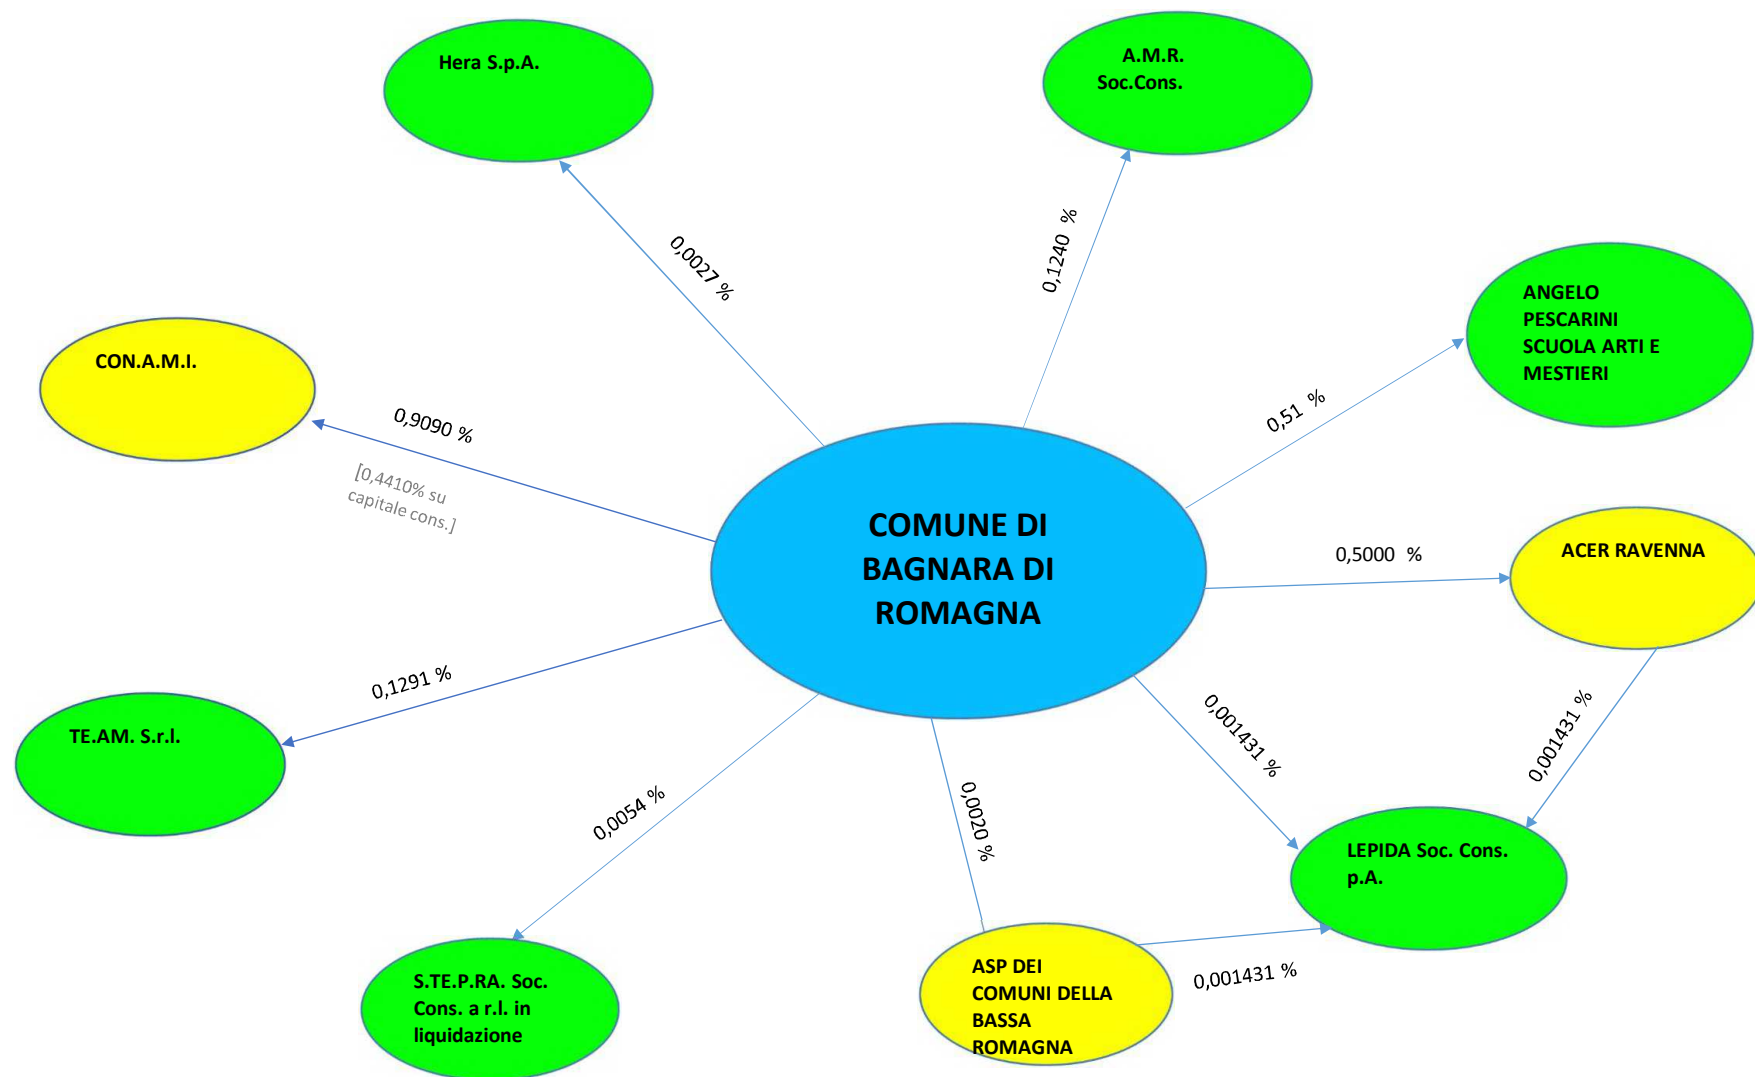 Hera S.p.A.
A.M.R.
Soc.Cons.
0,0027 %
0,1240 %
ANGELO
PESCARINI
SCUOLA ARTI E
MESTIERI
CON.A.M.I.
0,9090 %
[0,4410% su
capitale cons.]
0,51 %
COMUNE DI
BAGNARA DI
ROMAGNA
0,5000 %
ACER RAVENNA
0,1291 %
TE.AM. S.r.l.
0,001431 %
0,001431 %
0,0054 %
0,0020 %
LEPIDA Soc. Cons.
p.A.
S.TE.P.RA. Soc.
Cons. a r.l. in
liquidazione
ASP DEI
COMUNI DELLA
BASSA
ROMAGNA
0,001431 %